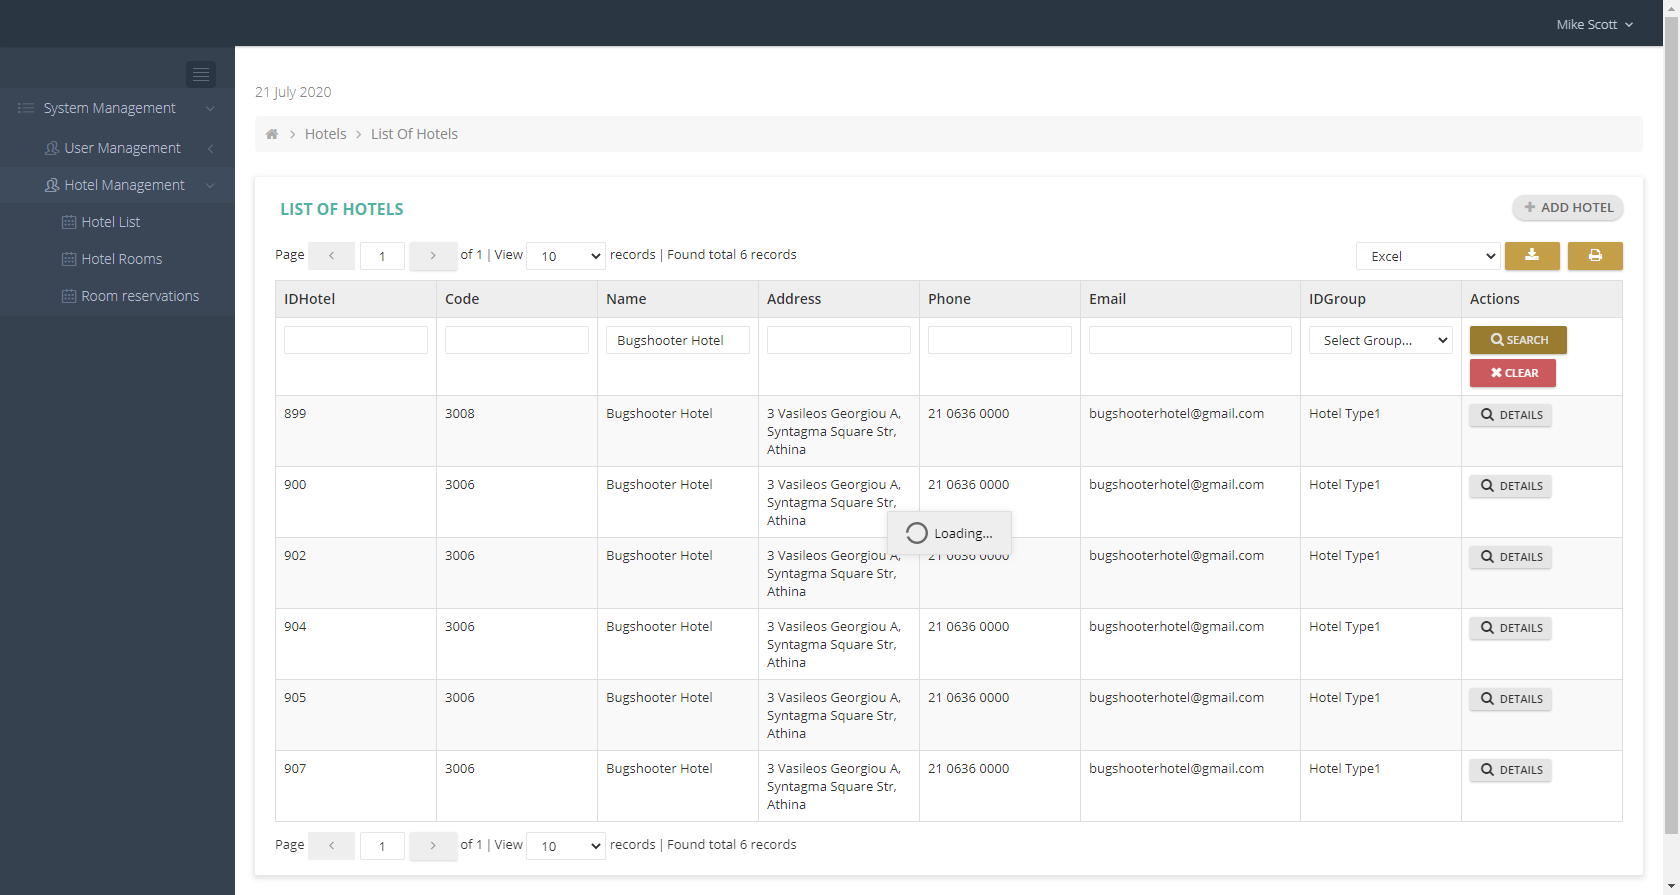 Mike Scott
System Management
User Management
Hotel Management
Hotel List
Hotel Rooms
Room reservations
21 July 2020
Hotels
List Of Hotels
LIST OF HOTELS
ADD HOTEL
Page 1 of 1 | View 10 records | Found total 6 records
Excel
IDHotel Code Name Address Phone Email IDGroup Actions
Bugshooter Hotel Select Group... SEARCH
CLEAR
899 3008 Bugshooter Hotel 3 Vasileos Georgiou A, 21 0636 0000 bugshooterhotel@gmail.com Hotel Type1 DETAILS
Syntagma Square Str,
Athina
900 3006 Bugshooter Hotel 3 Vasileos Georgiou A, 21 0636 0000 bugshooterhotel@gmail.com Hotel Type1 DETAILS
Syntagma Square Str,
Athina
Loading...
902 3006 Bugshooter Hotel 3 Vasileos Georgiou A, 21 0636 0000 bugshooterhotel@gmail.com Hotel Type1 DETAILS
Syntagma Square Str,
Athina
904 3006 Bugshooter Hotel 3 Vasileos Georgiou A, 21 0636 0000 bugshooterhotel@gmail.com Hotel Type1 DETAILS
Syntagma Square Str,
Athina
905 3006 Bugshooter Hotel 3 Vasileos Georgiou A, 21 0636 0000 bugshooterhotel@gmail.com Hotel Type1 DETAILS
Syntagma Square Str,
Athina
907 3006 Bugshooter Hotel 3 Vasileos Georgiou A, 21 0636 0000 bugshooterhotel@gmail.com Hotel Type1 DETAILS
Syntagma Square Str,
Athina
Page 1 of 1 | View 10 records | Found total 6 records